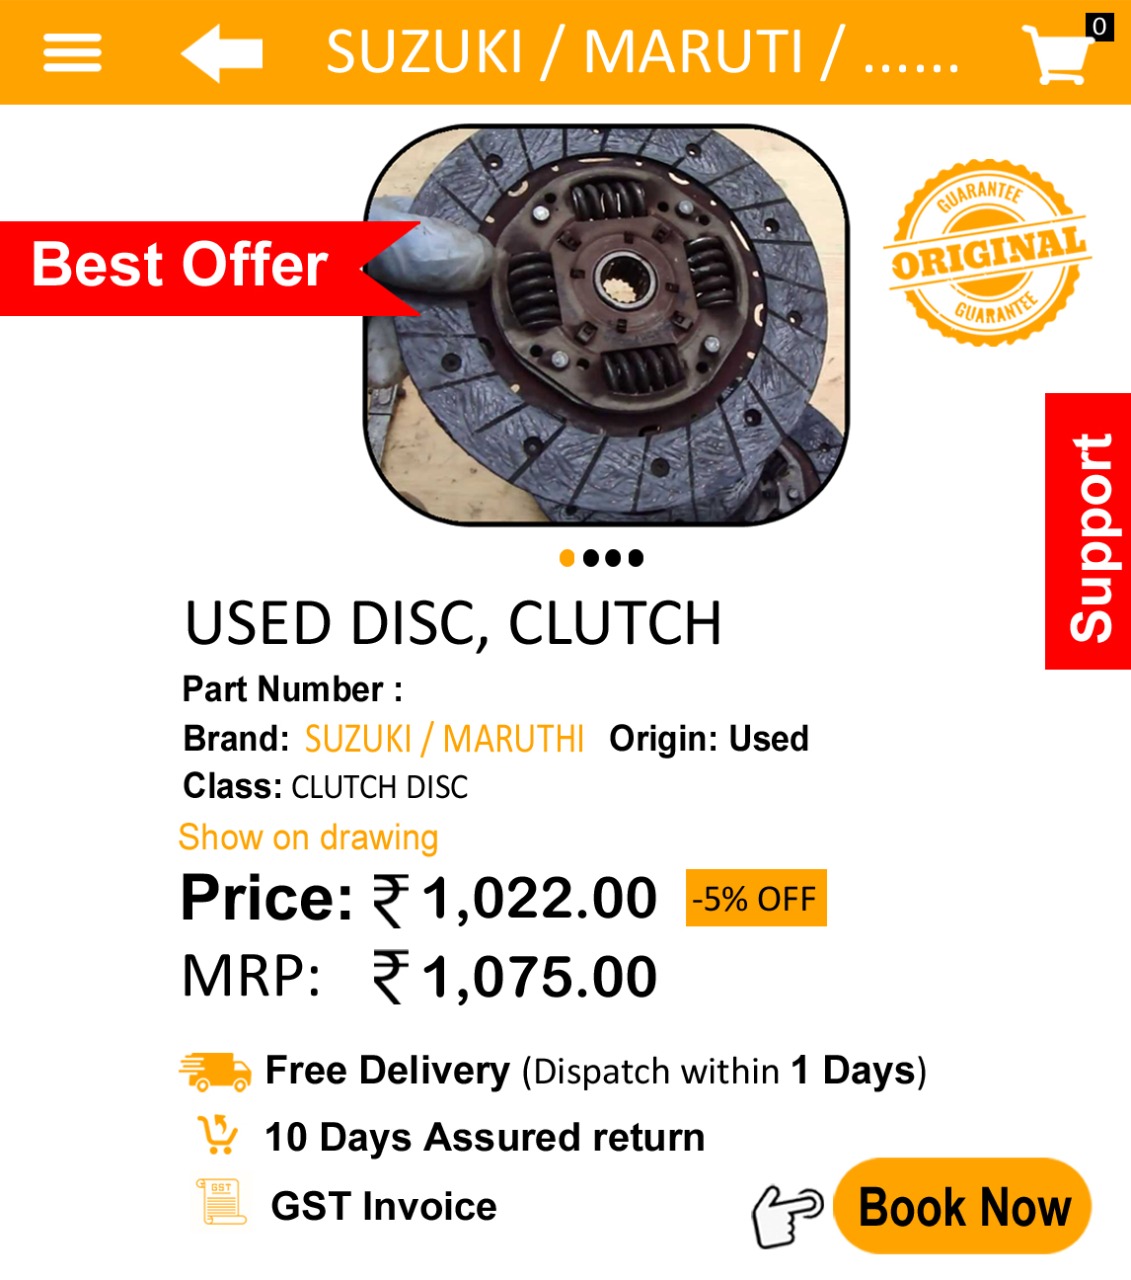 SUZUKI / MARUTI / ......
0
GUARANTEE
ORIGINAL
GUARANTEE
Best Offer
Support
USED DISC, CLUTCH
Part Number :
Brand: SUZUKI / MARUTHI Origin: Used
Class: CLUTCH DISC
Show on drawing
Price: ₹ 1,022.00 -5% OFF
MRP: ₹ 1,075.00
Free Delivery (Dispatch within 1 Days)
10 Days Assured return
GST
GST Invoice
Book Now